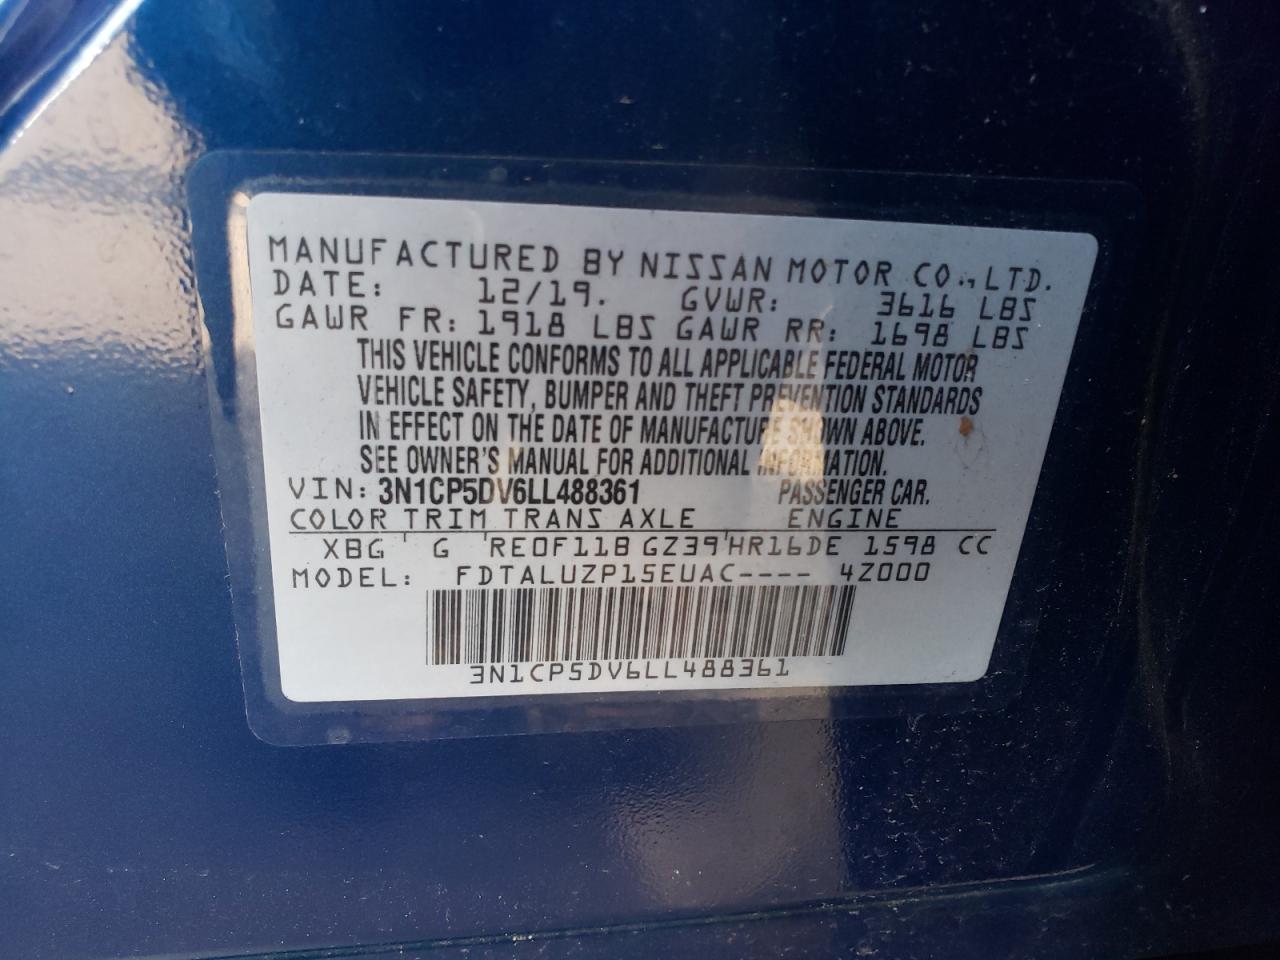 MANUFACTURED BY NISSAN MOTOR CO., LTD.
DATE: 12/19. GVWR: 3616 LBS
GAWR FR: 1918 LBS GAWR RR: 1698 LBS
THIS VEHICLE CONFORMS TO ALL APPLICABLE FEDERAL MOTOR
VEHICLE SAFETY, BUMPER AND THEFT PREVENTION STANDARDS
IN EFFECT ON THE DATE OF MANUFACTURE SHOWN ABOVE.
SEE OWNER'S MANUAL FOR ADDITIONAL INFORMATION.
VIN: 3N1CP5DV6LL488361 PASSENGER CAR.
COLOR TRIM TRANS AXLE ENGINE
XBG ' G ' RE0F11B GZ39'HR16DE 1598 CC
MODEL: FDTALUZP15EUAC---- 4Z000
3N1CP5DV6LL488361